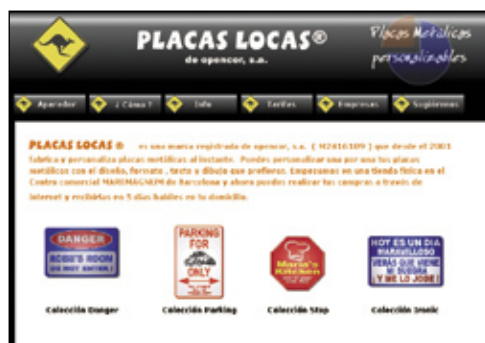 PLACAS LOCAS®
de opencor, s.a.
Placas Metálicas
personalizables
Aparador
¿Cómo?
Info
Tarifas
Empresas
Sugiérenos
PLACAS LOCAS ® es una marca registrada de opencor, s.a. ( M2416109 ) que desde el 2001
fabrica y personaliza placas metálicas al instante. Puedes personalizar una por una tus placas
metálicas con el diseño, formato, texto y dibujo que prefieras. Empezamos en una tienda física en el
Centro comercial MAREMAGNUM de Barcelona y ahora puedes realizar tus compras a través de
internet y recibirlas en 5 días hábiles en tu domicilio.
DANGER
ROBB'S ROOM
DO NOT ENTER!
PARKING
FOR
ONLY
Maria's
Kitchen
HOY ES UN DIA
MARAVILLOSO
VERÁS QUE VIENE
MI SUEGRA
Y ME LO JODE!
Colección Danger
Colección Parking
Colección Stop
Colección Ironic